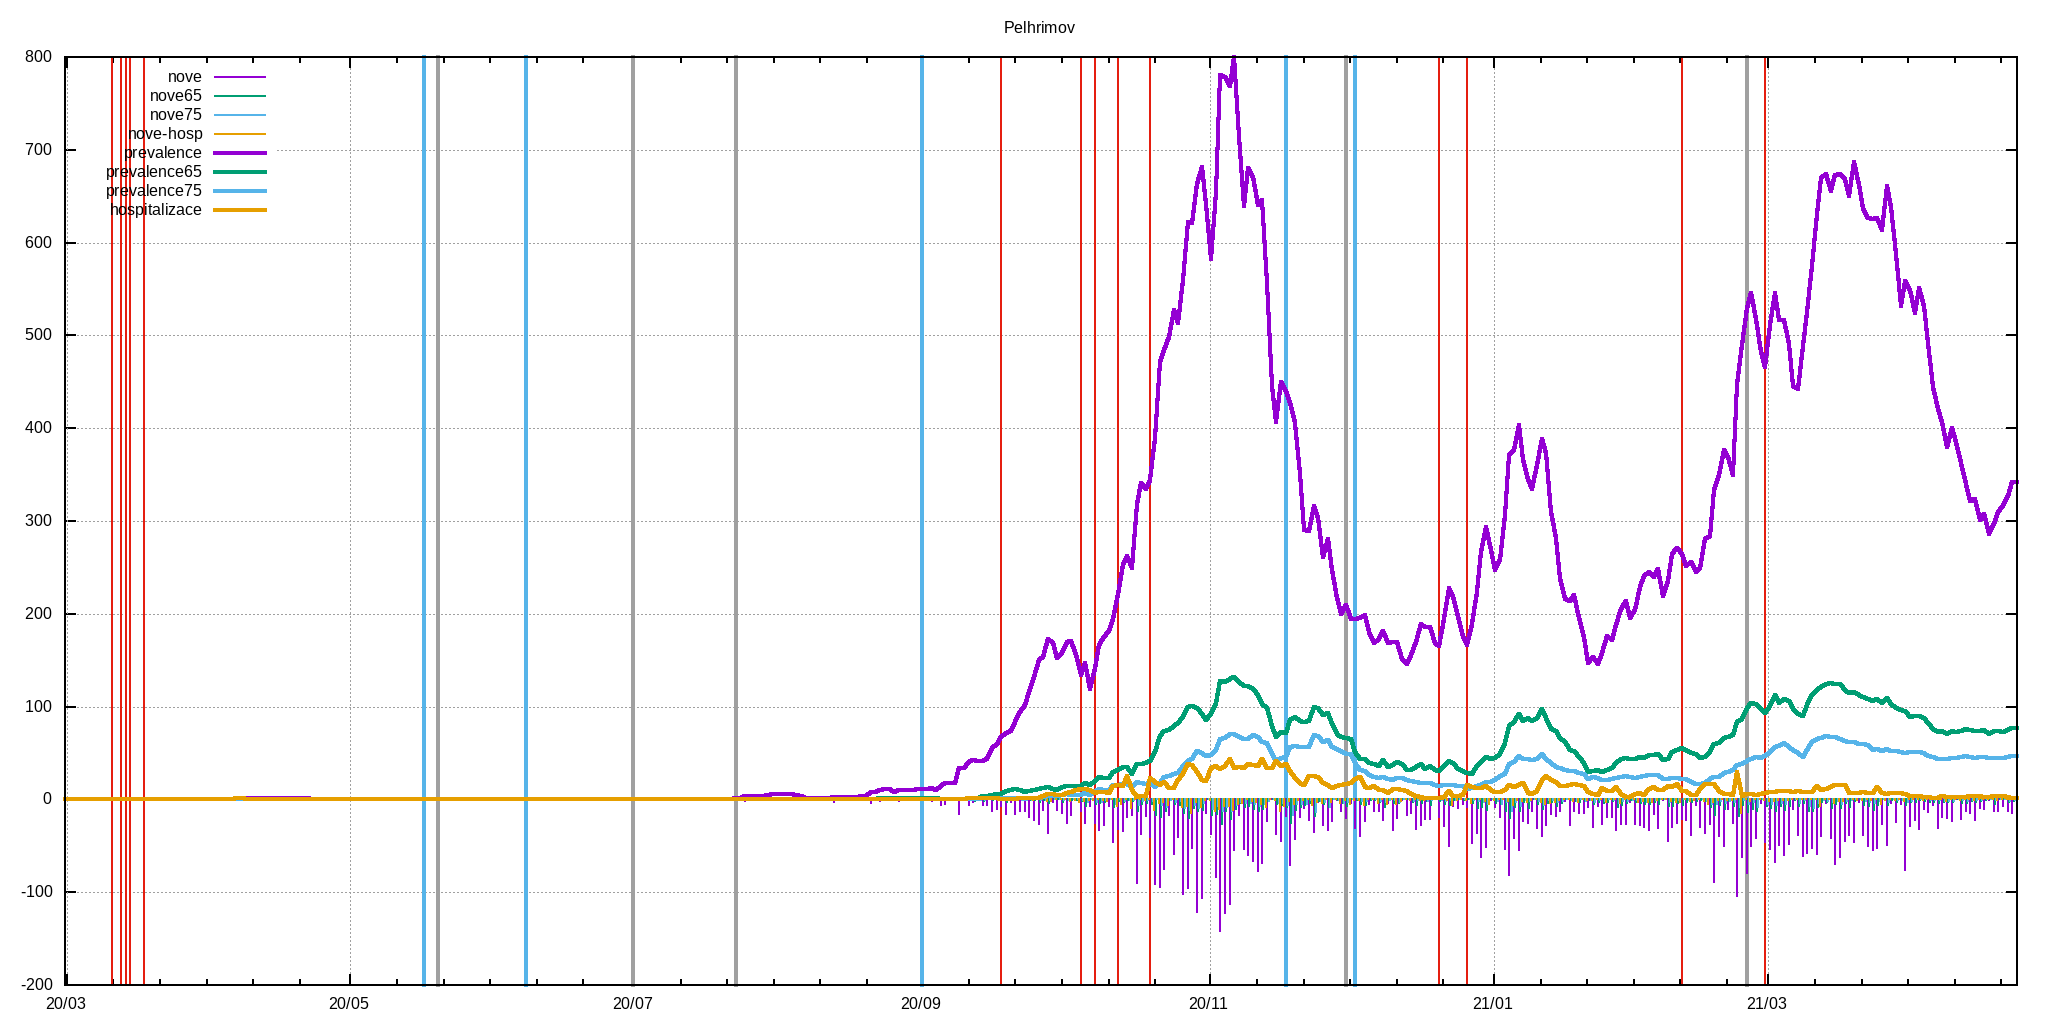 Pelhrimov
800
700
600
500
400
300
200
100
0
-100
-200
nove
nove65
nove75
nove-hosp
prevalence
prevalence65
prevalence75
hospitalizace
20/03 20/05 20/07 20/09 20/11 21/01 21/03